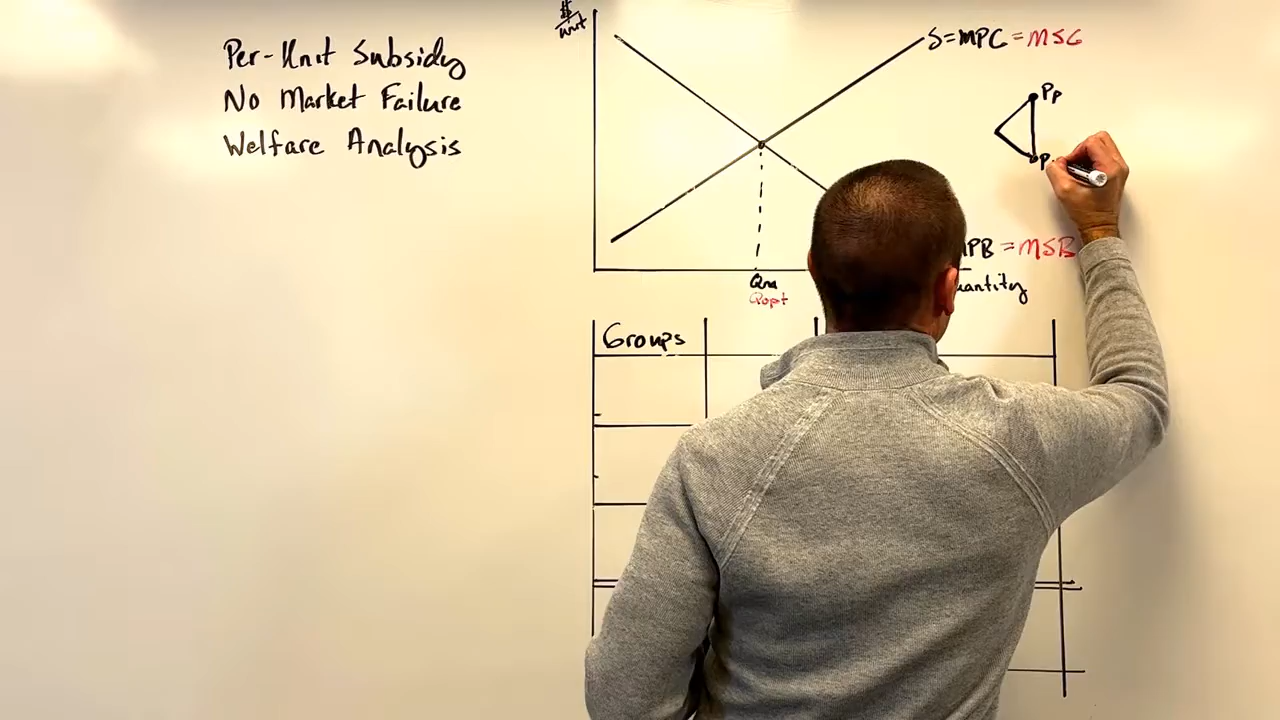 Per-Unit Subsidy
No Market Failure
Welfare Analysis
$/unit
S=MPC=MSC
Pp
P
MPB=MSB
Quantity
Qm
Qopt
Groups